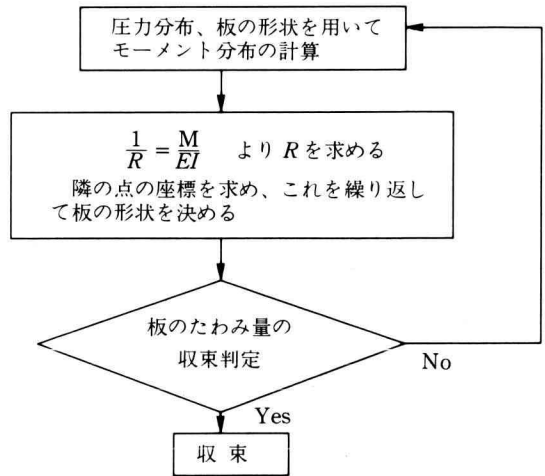 圧力分布、板の形状を用いて
モーメント分布の計算
1/R = M/EI より R を求める
隣の点の座標を求め、これを繰り返し
て板の形状を決める
板のたわみ量の
収束判定
No
Yes
収 束